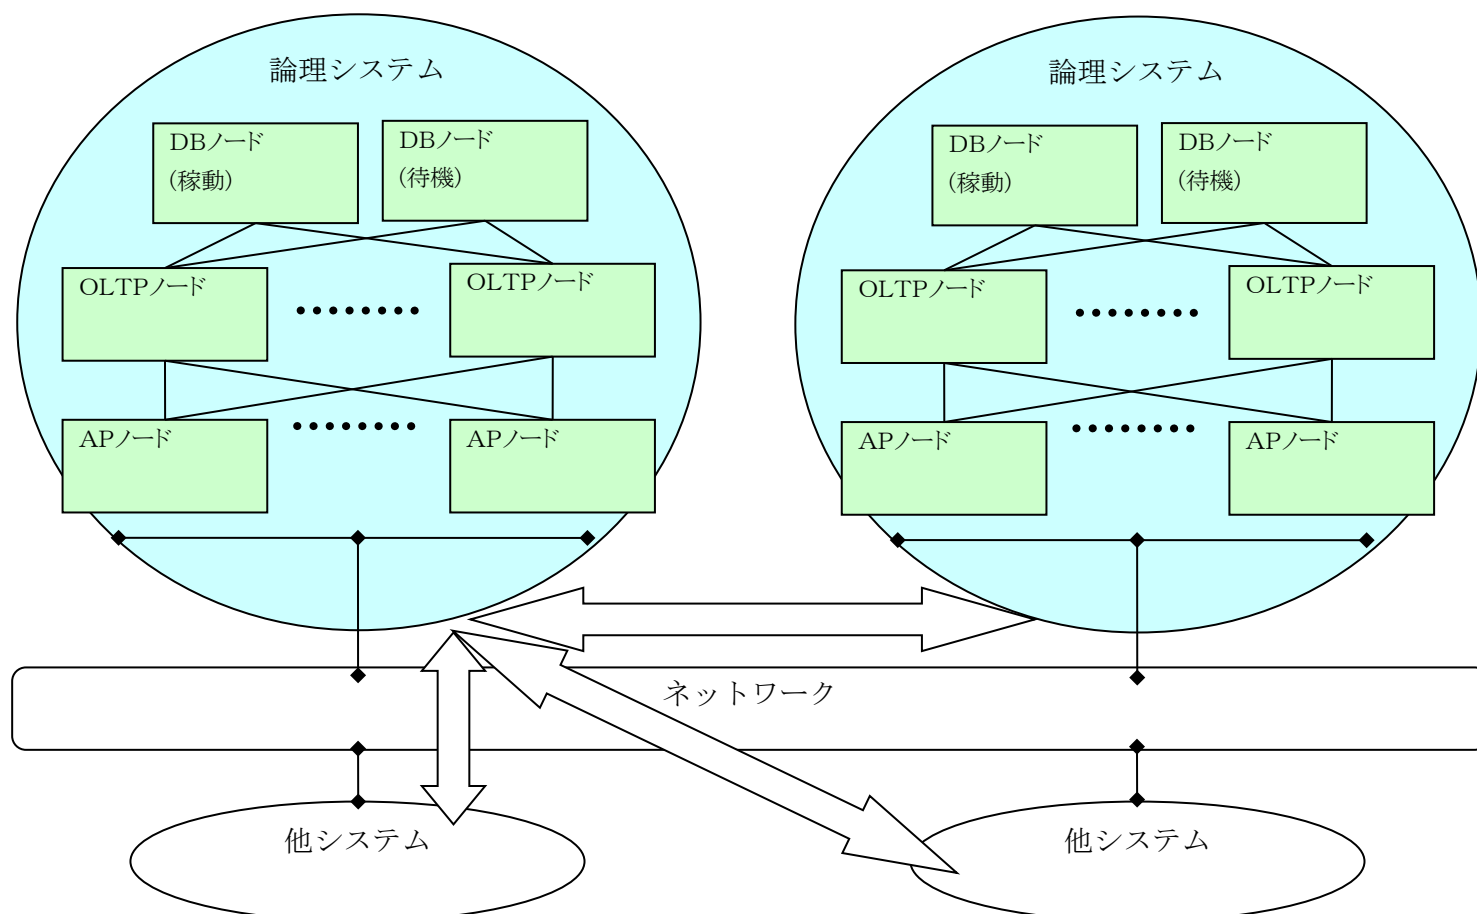 論理システム
DBノード
(稼動)
DBノード
(待機)
OLTPノード
OLTPノード
APノード
APノード
論理システム
DBノード
(稼動)
DBノード
(待機)
OLTPノード
OLTPノード
APノード
APノード
ネットワーク
他システム
他システム